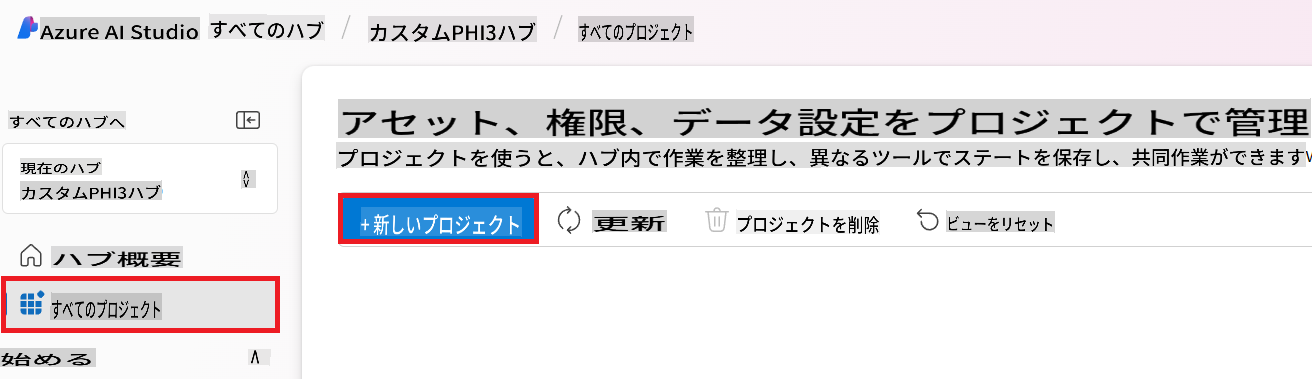 Azure AI Studio すべてのハブ / カスタムPHI3ハブ / すべてのプロジェクト
すべてのハブへ
現在のハブ
カスタムPHI3ハブ
ハブ概要
すべてのプロジェクト
始める
アセット、権限、データ設定をプロジェクトで管理
プロジェクトを使うと、ハブ内で作業を整理し、異なるツールでステートを保存し、共同作業ができます
+ 新しいプロジェクト 更新 プロジェクトを削除 ビューをリセット